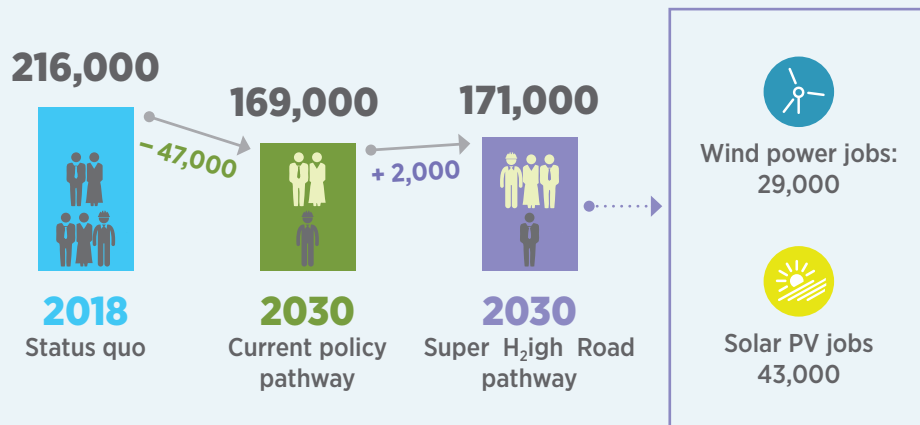 216,000
– 47,000
169,000
+ 2,000
171,000
2018
Status quo
2030
Current policy
pathway
2030
Super H₂igh Road
pathway
Wind power jobs:
29,000
Solar PV jobs
43,000